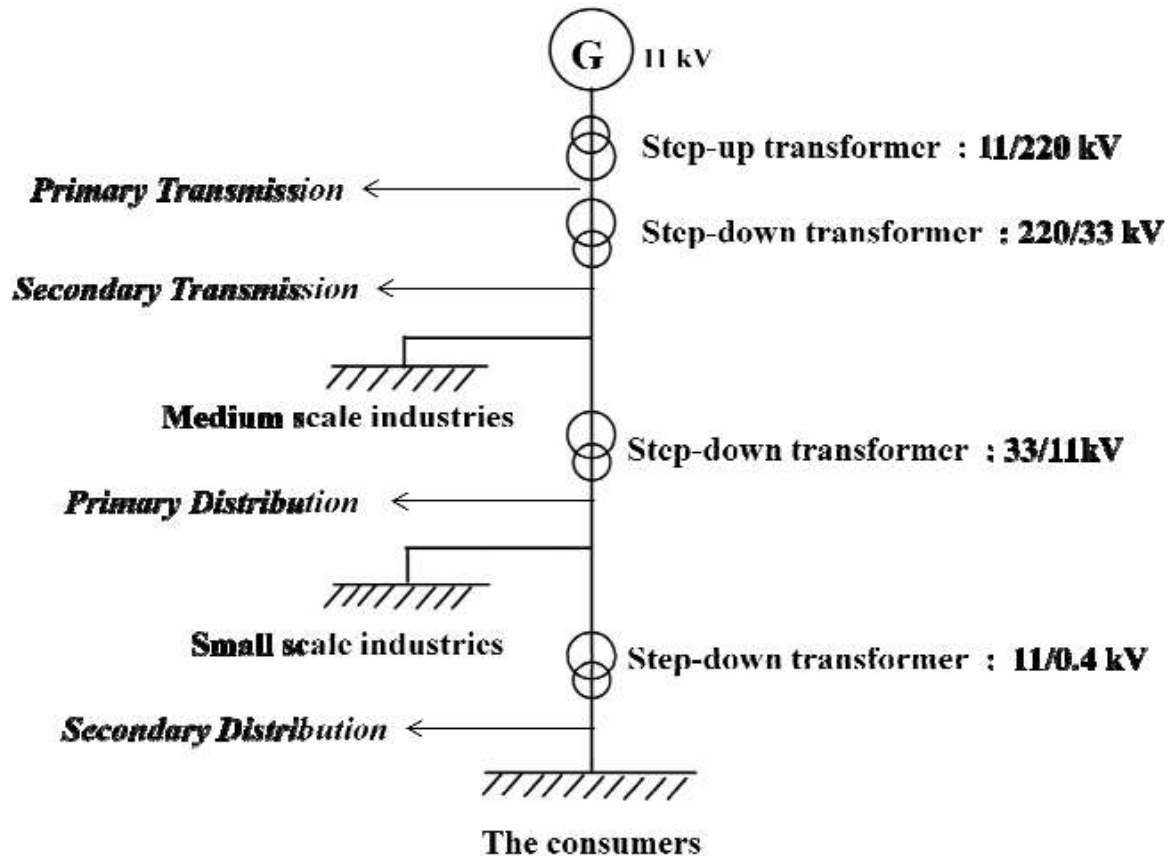 G
11 kV
Step-up transformer : 11/220 kV
Primary Transmission
Step-down transformer : 220/33 kV
Secondary Transmission
Medium scale industries
Step-down transformer : 33/11kV
Primary Distribution
Small scale industries
Step-down transformer : 11/0.4 kV
Secondary Distribution
The consumers